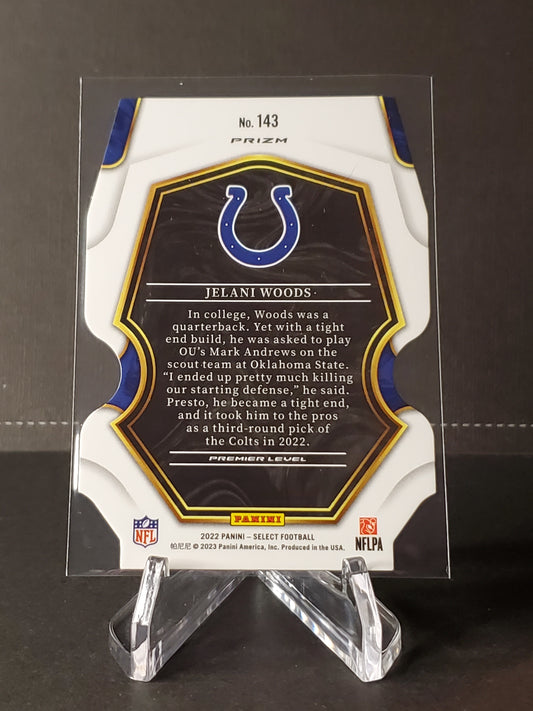 No. 143
PRIZM
JELANI WOODS
In college, Woods was a
quarterback. Yet with a tight
end build, he was asked to play
OU's Mark Andrews on the
scout team at Oklahoma State.
“I ended up pretty much killing
our starting defense,” he said.
Presto, he became a tight end,
and it took him to the pros
as a third-round pick of
the Colts in 2022.
PREMIER LEVEL
PANINI
NFL
2022 PANINI – SELECT FOOTBALL
帕尼尼 © 2023 Panini America, Inc. Produced in the USA.
NFLPA